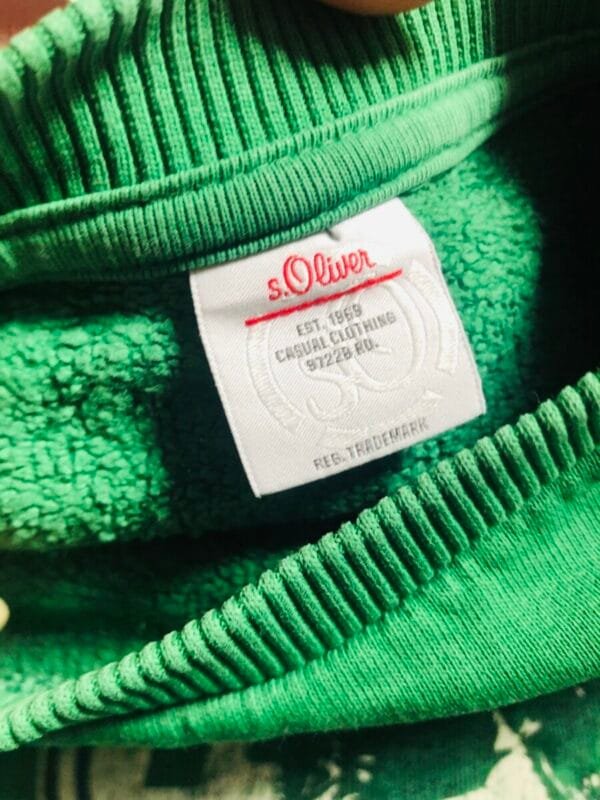 s.Oliver
EST. 1969
CASUAL CLOTHING
97228 RO.
REG. TRADEMARK